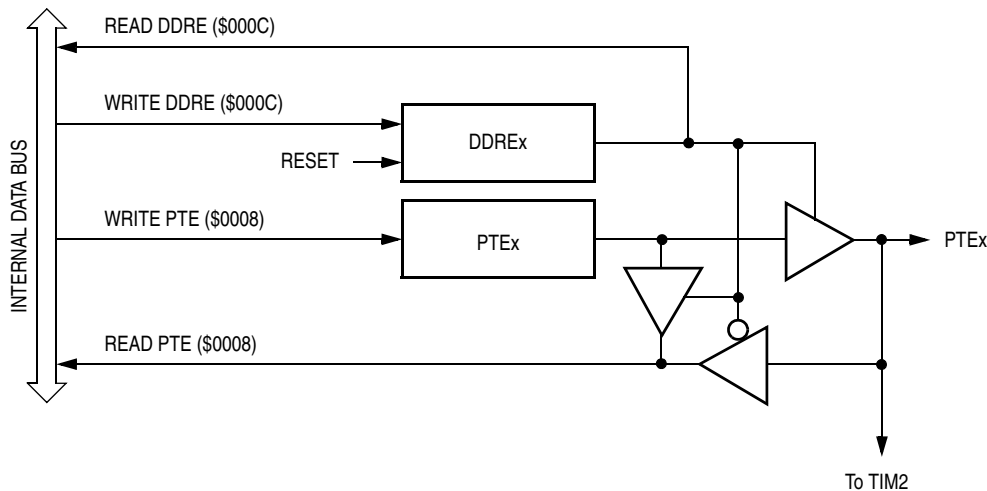 READ DDRE ($000C)
WRITE DDRE ($000C)
DDREx
RESET
INTERNAL DATA BUS
WRITE PTE ($0008)
PTEx
PTEx
READ PTE ($0008)
To TIM2